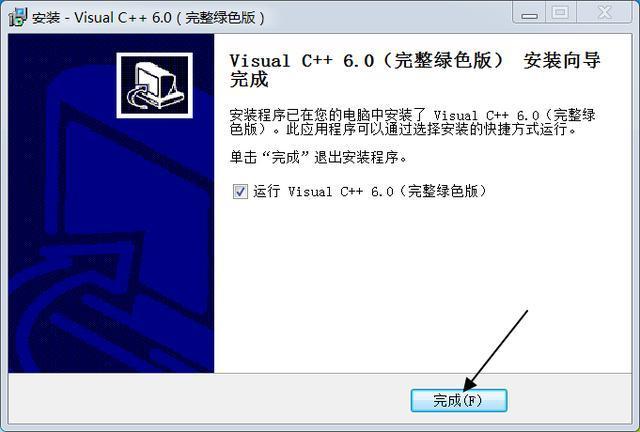 安装 - Visual C++ 6.0（完整绿色版）
Visual C++ 6.0（完整绿色版） 安装向导
完成
安装程序已在您的电脑中安装了 Visual C++ 6.0（完整绿
色版）。此应用程序可以通过选择安装的快捷方式运行。
单击“完成”退出安装程序。
运行 Visual C++ 6.0（完整绿色版）
完成(F)